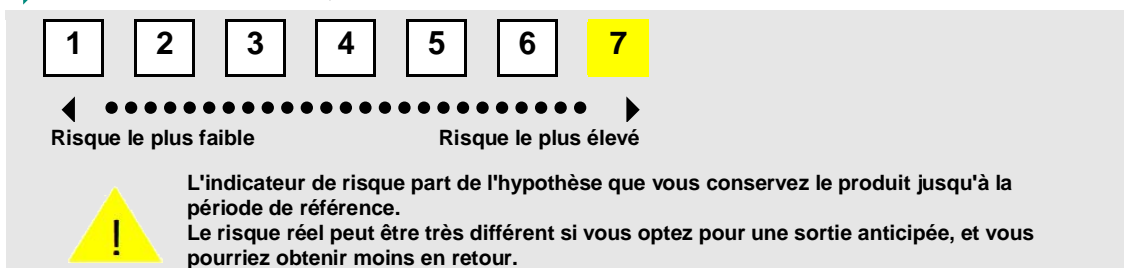 1 2 3 4 5 6 7
Risque le plus faible Risque le plus élevé
L'indicateur de risque part de l'hypothèse que vous conservez le produit jusqu'à la
période de référence.
! Le risque réel peut être très différent si vous optez pour une sortie anticipée, et vous
pourriez obtenir moins en retour.